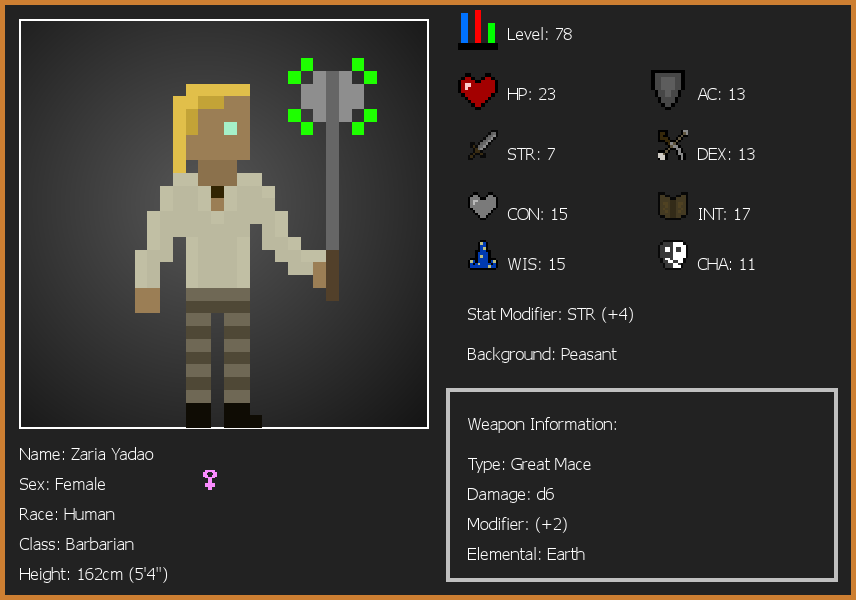 Level: 78
HP: 23
AC: 13
STR: 7
DEX: 13
CON: 15
INT: 17
WIS: 15
CHA: 11
Stat Modifier: STR (+4)
Background: Peasant
Weapon Information:
Type: Great Mace
Damage: d6
Modifier: (+2)
Elemental: Earth
Name: Zaria Yadao
Sex: Female
Race: Human
Class: Barbarian
Height: 162cm (5'4")